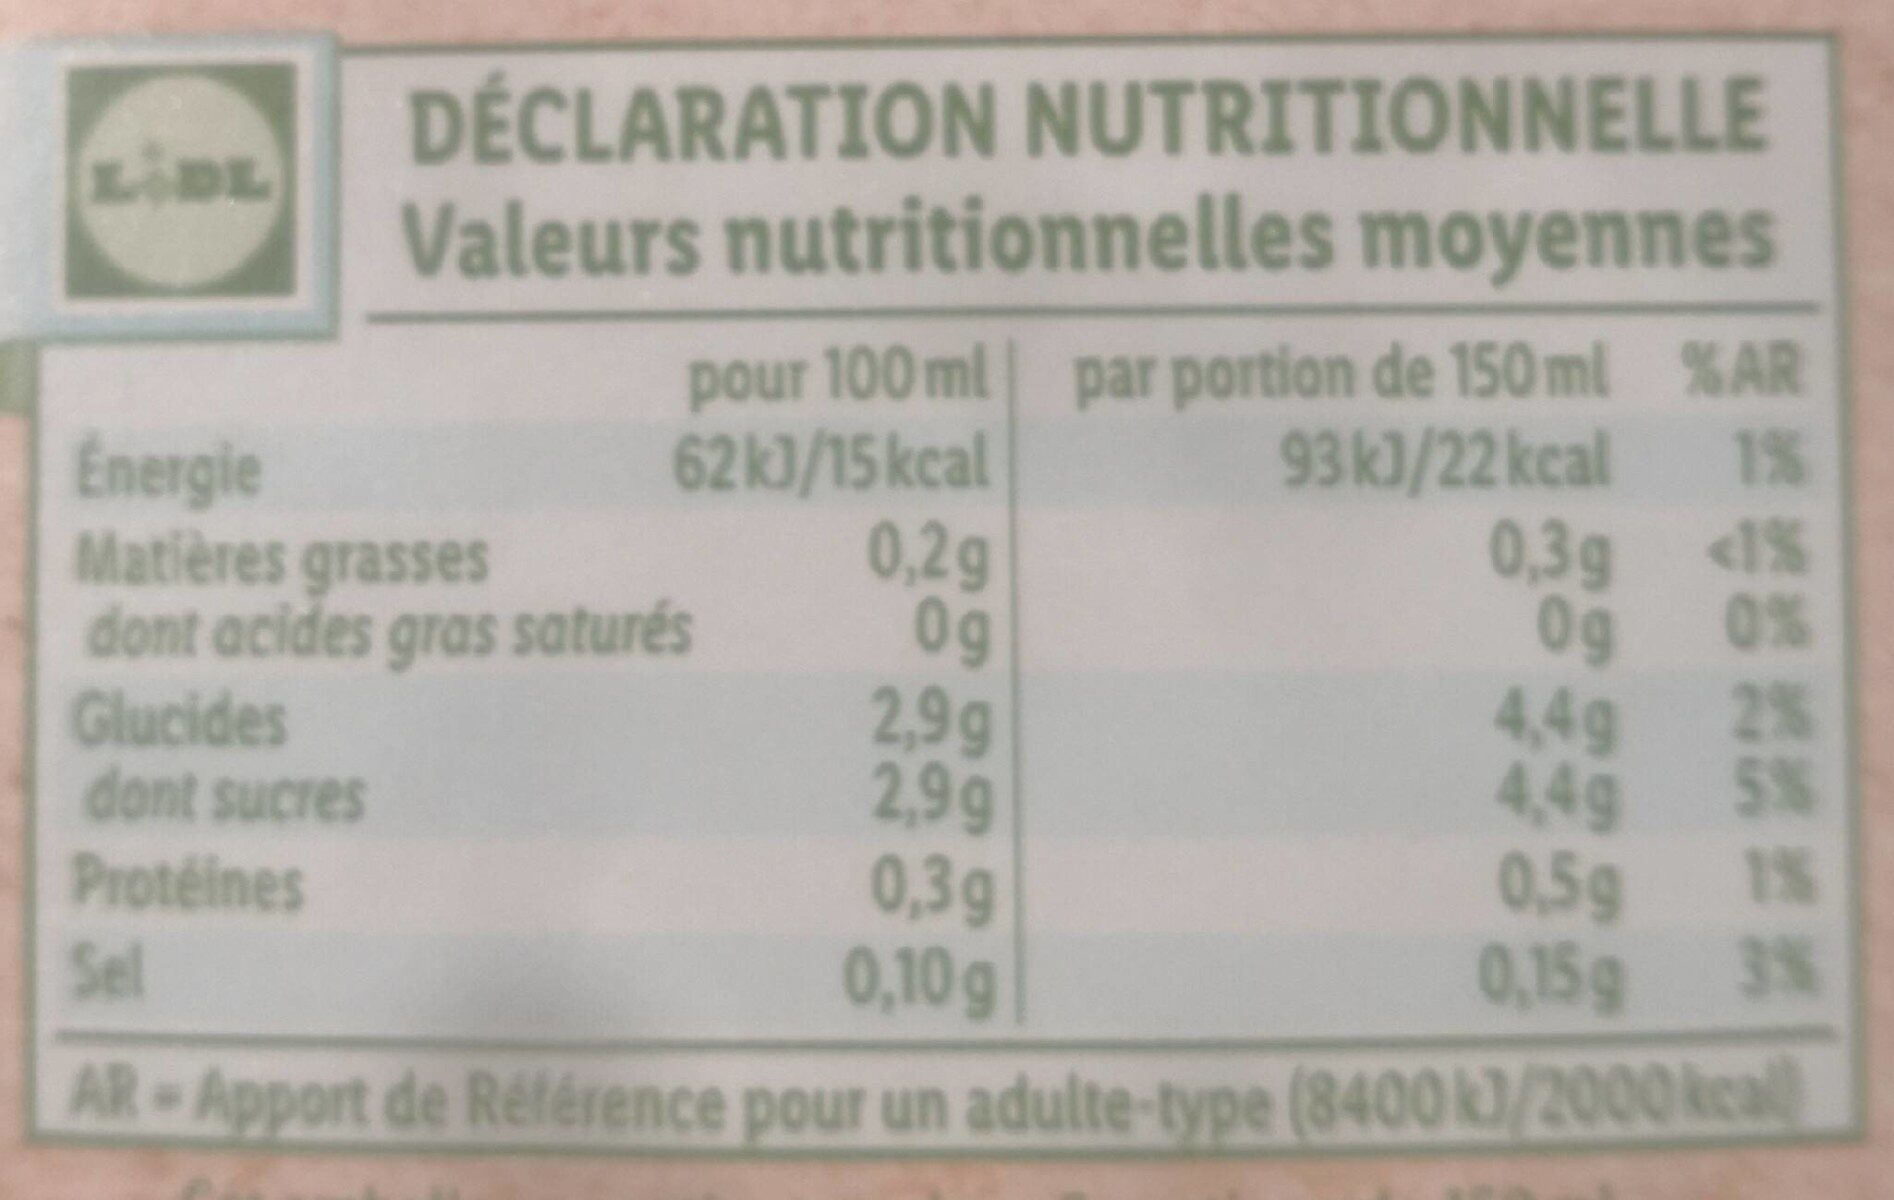 LIDL
DÉCLARATION NUTRITIONNELLE
Valeurs nutritionnelles moyennes
pour 100 ml par portion de 150 ml %AR
Énergie 62 kJ/15 kcal 93 kJ/22 kcal 1%
Matières grasses 0,2 g 0,3 g <1%
dont acides gras saturés 0 g 0 g 0%
Glucides 2,9 g 4,4 g 2%
dont sucres 2,9 g 4,4 g 5%
Protéines 0,3 g 0,5 g 1%
Sel 0,10 g 0,15 g 3%
AR = Apport de Référence pour un adulte-type (8400 kJ/2000 kcal)